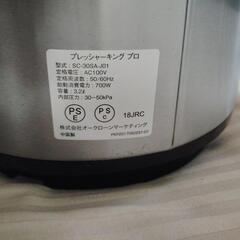 プレッシャーキング プロ
型式：SC-30SA-J01
定格電圧：AC100V
定格周波数：50/60Hz
定格消費電力：700W
容量：3.2ℓ
内部圧力：30~50kPa
PS
E
PS
C
18JRC
株式会社オークローンマーケティング
中国製